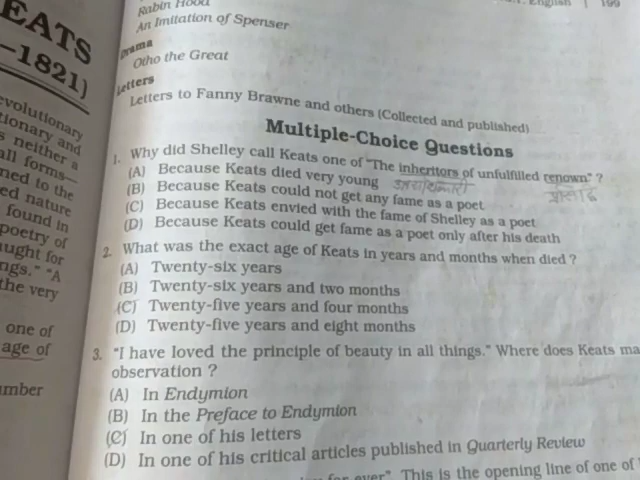 EATS
–1821)
evolutionary
tionary and
s neither a
all forms—
ned to the
ed nature
found in
poetry of
ught for
ngs." "A
the very
one of
age of
mber
English | 199
Rabin Hood
An Imitation of Spenser
Drama
Otho the Great
Letters
Letters to Fanny Brawne and others (Collected and published)
Multiple-Choice Questions
1. Why did Shelley call Keats one of "The inheritors of unfulfilled renown." ?
(A) Because Keats died very young
(B) Because Keats could not get any fame as a poet
(C) Because Keats envied with the fame of Shelley as a poet
(D) Because Keats could get fame as a poet only after his death
2. What was the exact age of Keats in years and months when died ?
(A) Twenty-six years
(B) Twenty-six years and two months
(C) Twenty-five years and four months
(D) Twenty-five years and eight months
3. "I have loved the principle of beauty in all things." Where does Keats ma
observation ?
(A) In Endymion
(B) In the Preface to Endymion
(C) In one of his letters
(D) In one of his critical articles published in Quarterly Review
for ever". This is the opening line of one of